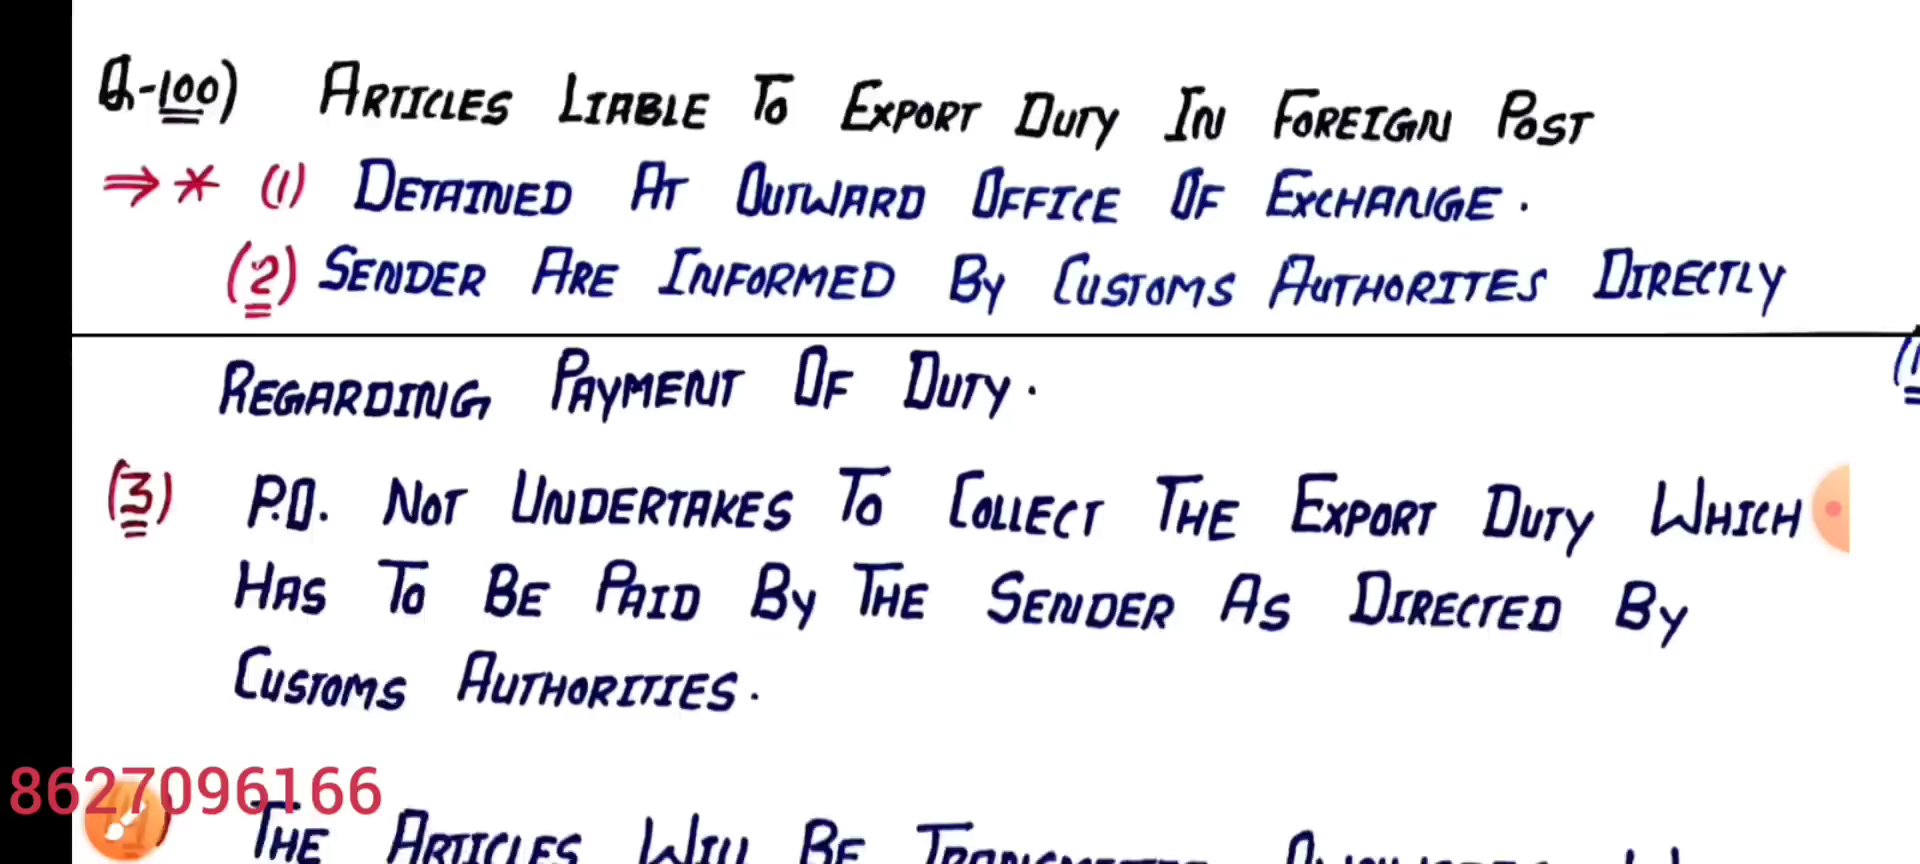 Q-100) ARTICLES LIABLE TO EXPORT DUTY IN FOREIGN POST
⇒ * (1) DETAINED AT OUTWARD OFFICE OF EXCHANGE.
(2) SENDER ARE INFORMED BY CUSTOMS AUTHORITES DIRECTLY
REGARDING PAYMENT OF DUTY.
(3) P.O. NOT UNDERTAKES TO COLLECT THE EXPORT DUTY WHICH
HAS TO BE PAID BY THE SENDER AS DIRECTED BY
CUSTOMS AUTHORITIES.
8627096166
THE ARTICLES WILL BE